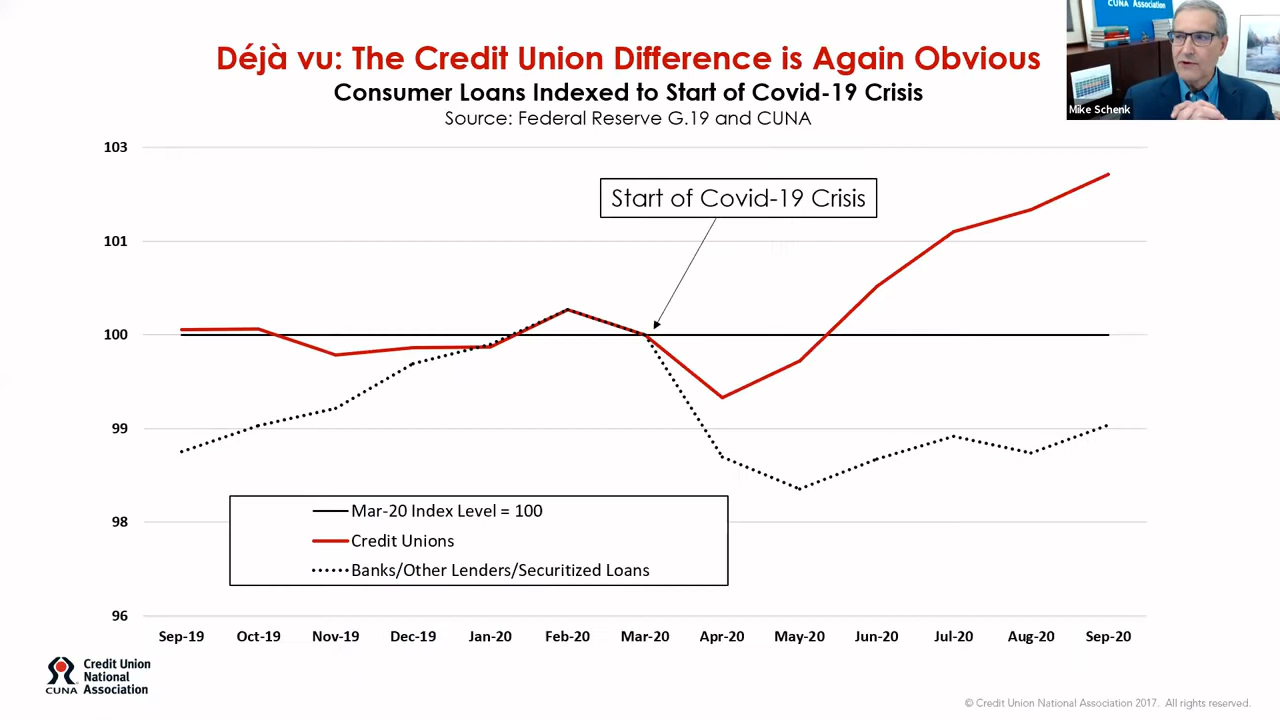 Déjà vu: The Credit Union Difference is Again Obvious
Consumer Loans Indexed to Start of Covid-19 Crisis
Source: Federal Reserve G.19 and CUNA
CUNA Association
Mike Schenk
103
101
100
99
98
96
Start of Covid-19 Crisis
Mar-20 Index Level = 100
Credit Unions
Banks/Other Lenders/Securitized Loans
Sep-19 Oct-19 Nov-19 Dec-19 Jan-20 Feb-20 Mar-20 Apr-20 May-20 Jun-20 Jul-20 Aug-20 Sep-20
CUNA
Credit Union
National
Association
© Credit Union National Association 2017. All rights reserved.